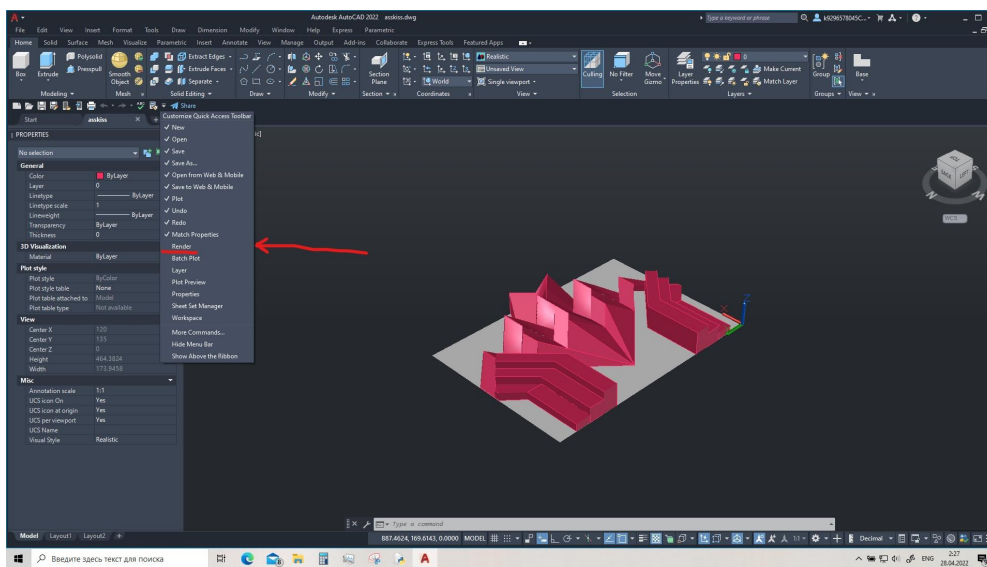 Autodesk AutoCAD 2022 asskiss.dwg
Type a keyword or phrase
k9296578045C...
File Edit View Insert Format Tools Draw Dimension Modify Window Help Express Parametric
Home Solid Surface Mesh Visualize Parametric Insert Annotate View Manage Output Add-ins Collaborate Express Tools Featured Apps
Box
Extrude
Polysolid
Presspull
Smooth Object
Extract Edges
Extrude Faces
Separate
Section Plane
World
Realistic
Unsaved View
Single viewport
Culling
No Filter
Move Gizmo
Layer Properties
0
Make Current
Match Layer
Group
Base
Modeling Mesh Solid Editing Draw Modify Section Coordinates View Selection Layers Groups View
Share
Start asskiss
PROPERTIES
No selection
General
Color ByLayer
Layer 0
Linetype ByLayer
Linetype scale 1
Lineweight ByLayer
Transparency ByLayer
Thickness 0
3D Visualization
Material ByLayer
Plot style
Plot style ByColor
Plot style table None
Plot table attached to Model
Plot table type Not available
View
Center X 120
Center Y 135
Center Z 0
Height 464.3834
Width 173.9458
Misc
Annotation scale 1:1
UCS icon On Yes
UCS icon at origin Yes
UCS per viewport Yes
UCS Name
Visual Style Realistic
Customize Quick Access Toolbar
✓ New
✓ Open
✓ Save
✓ Save As...
✓ Open from Web & Mobile
✓ Save to Web & Mobile
✓ Plot
✓ Undo
✓ Redo
✓ Match Properties
Render
Batch Plot
Layer
Plot Preview
Properties
Sheet Set Manager
Workspace
More Commands...
Hide Menu Bar
Show Above the Ribbon
BACK LEFT
N
WCS
X Z
Type a command
Model Layout1 Layout2 +
887.4624, 169.6143, 0.0000 MODEL 1:1 Decimal
Введите здесь текст для поиска
ENG
2:27
28.04.2022